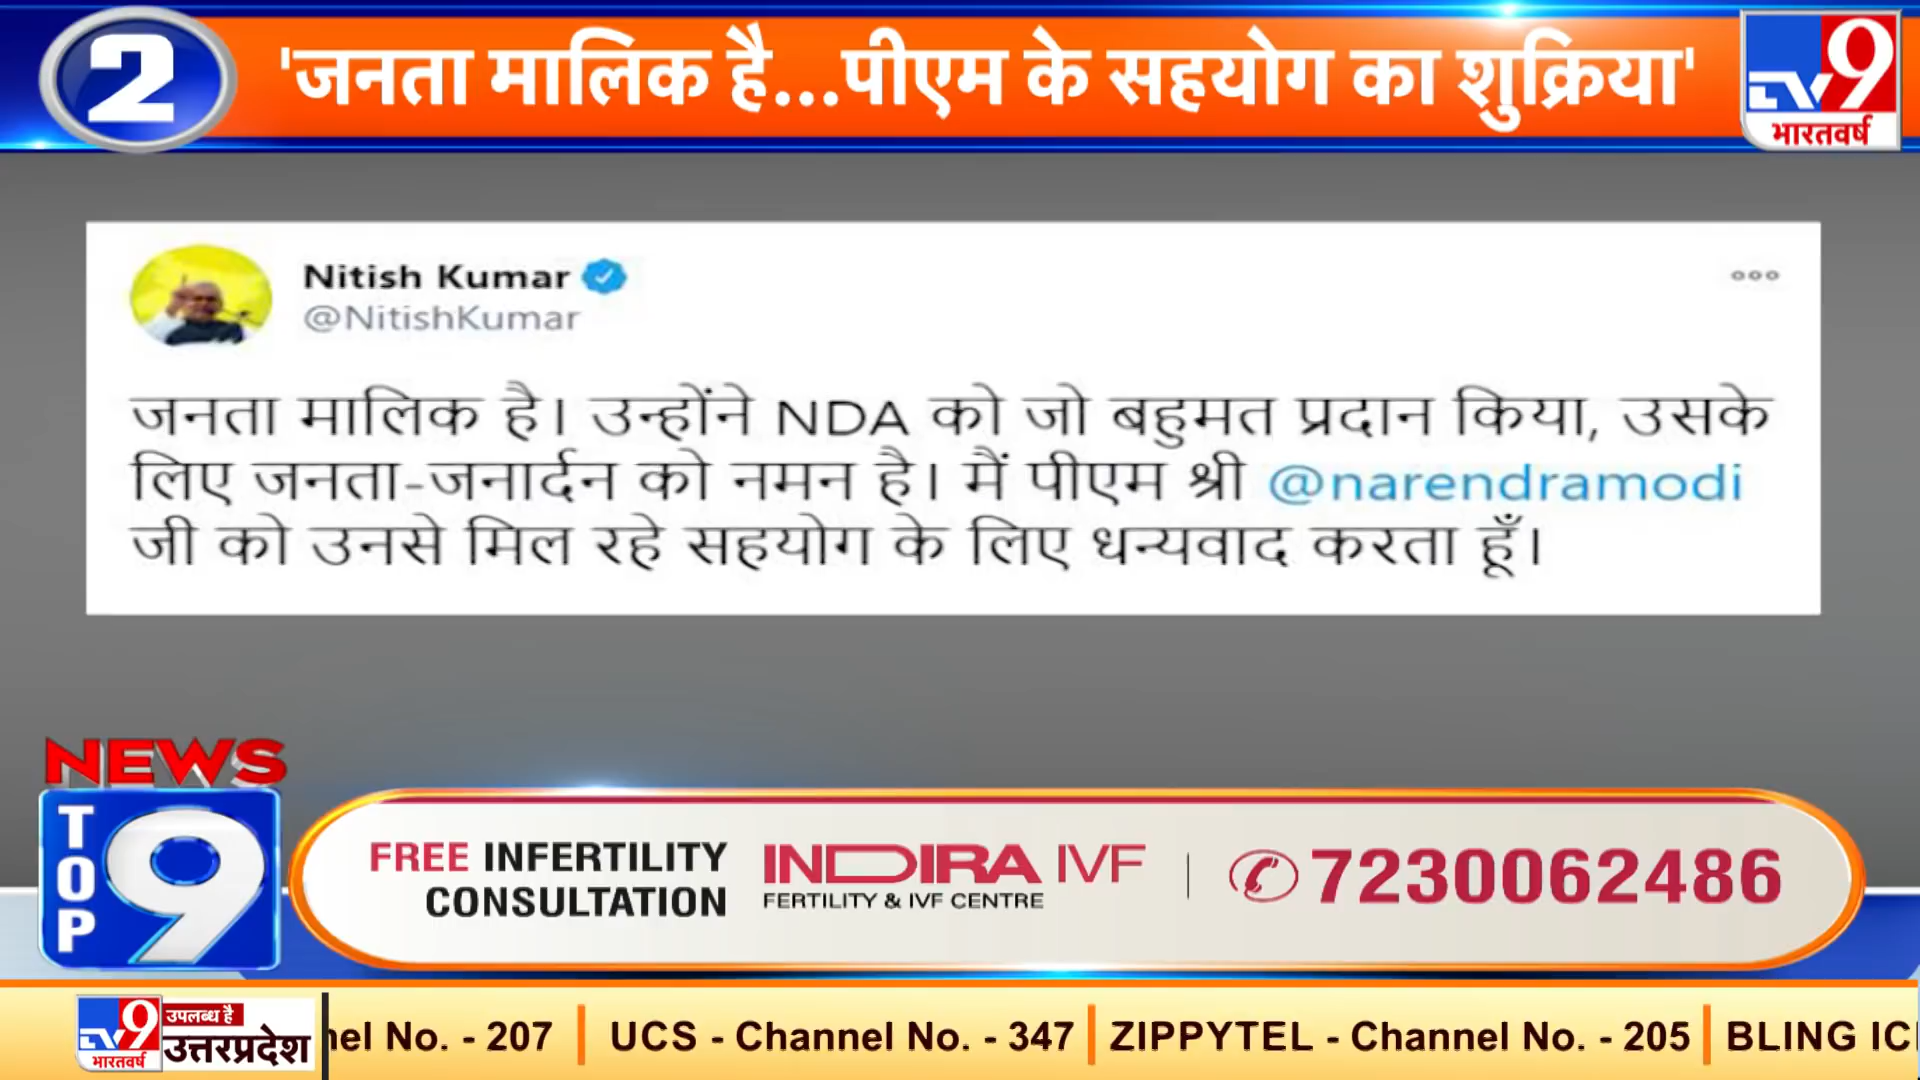 2
'जनता मालिक है...पीएम के सहयोग का शुक्रिया'
TV9
भारतवर्ष
Nitish Kumar
@NitishKumar
जनता मालिक है। उन्होंने NDA को जो बहुमत प्रदान किया, उसके
लिए जनता-जनार्दन को नमन है। मैं पीएम श्री @narendramodi
जी को उनसे मिल रहे सहयोग के लिए धन्यवाद करता हूँ।
NEWS
TOP
9
FREE INFERTILITY
CONSULTATION
INDIRA IVF
FERTILITY & IVF CENTRE
7230062486
TV9
भारतवर्ष
उपलब्ध है
उत्तरप्रदेश
nel No. - 207 | UCS - Channel No. - 347 | ZIPPYTEL - Channel No. - 205 | BLING IC